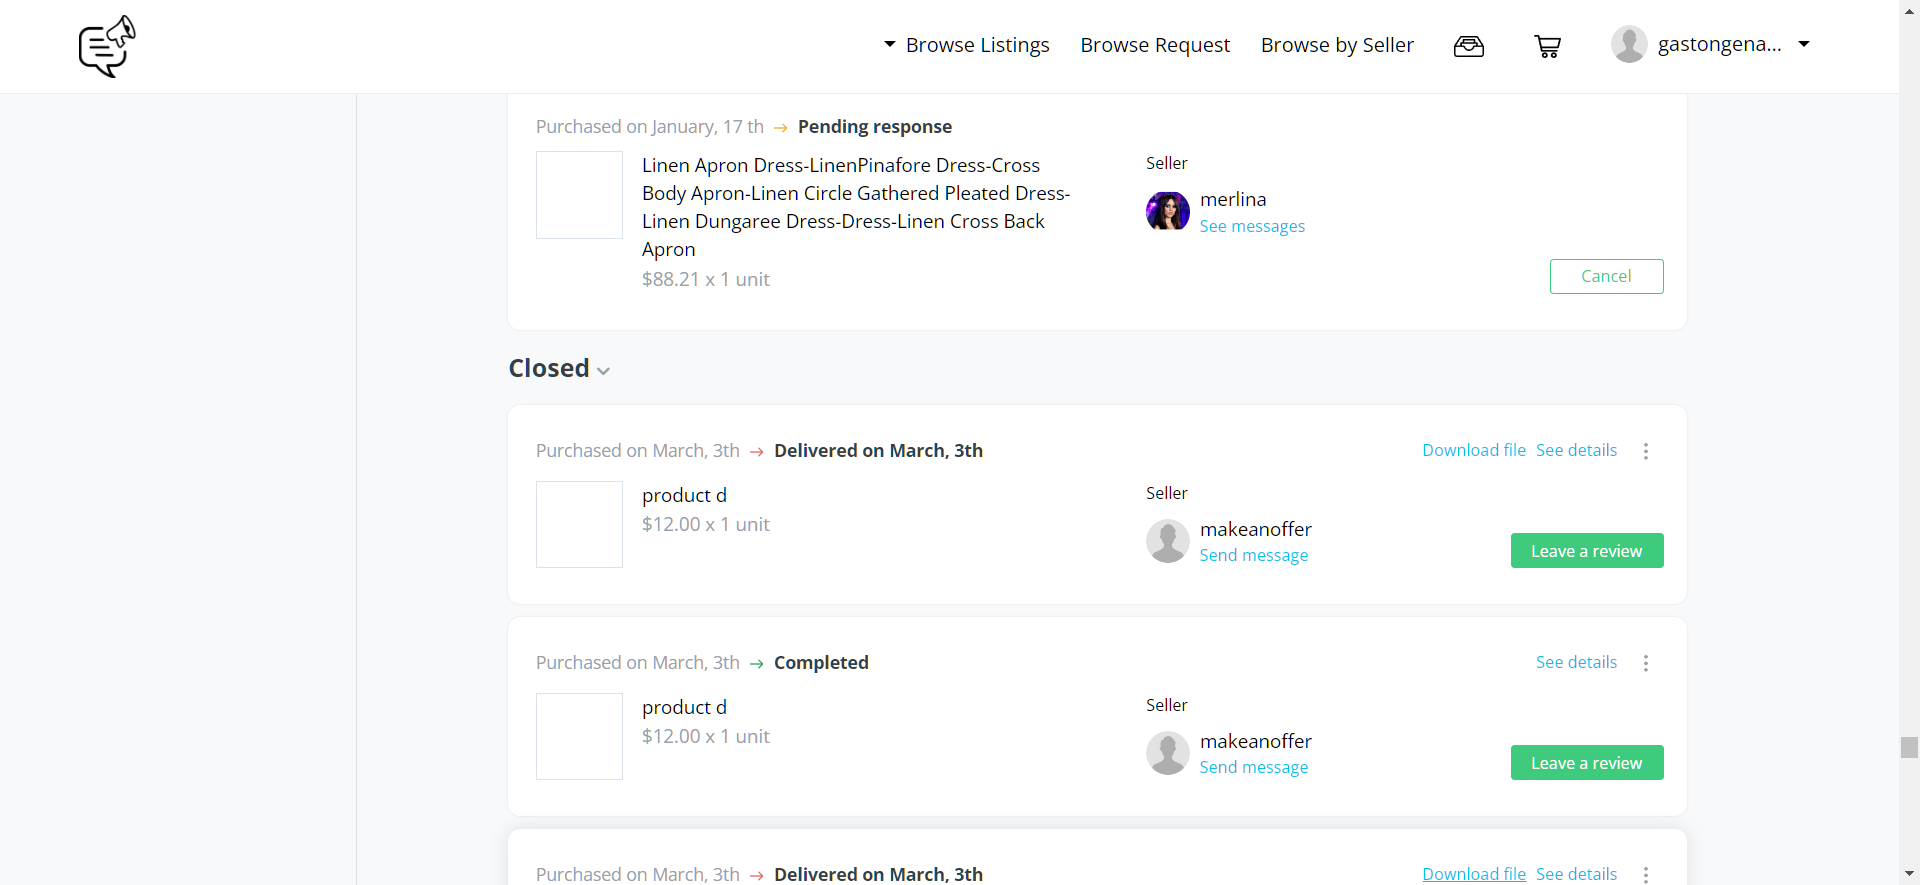 Browse Listings Browse Request Browse by Seller gastongena...
Purchased on January, 17 th → Pending response
Linen Apron Dress-LinenPinafore Dress-Cross
Body Apron-Linen Circle Gathered Pleated Dress-
Linen Dungaree Dress-Dress-Linen Cross Back
Apron
$88.21 x 1 unit
Seller
merlina
See messages
Cancel
Closed
Purchased on March, 3th → Delivered on March, 3th
Download file See details
product d
$12.00 x 1 unit
Seller
makeanoffer
Send message
Leave a review
Purchased on March, 3th → Completed
See details
product d
$12.00 x 1 unit
Seller
makeanoffer
Send message
Leave a review
Purchased on March, 3th → Delivered on March, 3th
Download file See details